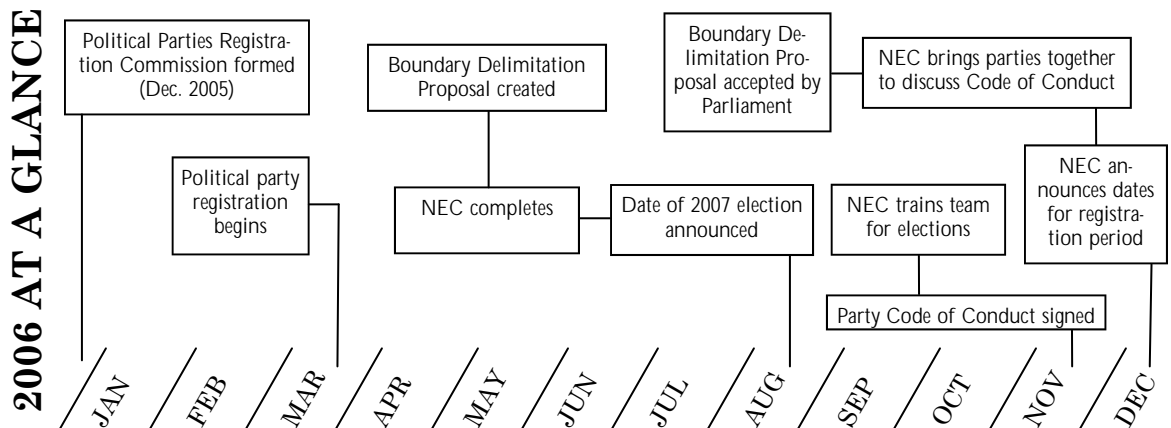 2006 AT A GLANCE
Political Parties Registra-
tion Commission formed
(Dec. 2005)
Political party
registration
begins
Boundary Delimitation
Proposal created
NEC completes
Date of 2007 election
announced
Boundary De-
limitation Pro-
posal accepted by
Parliament
NEC brings parties together
to discuss Code of Conduct
NEC trains team
for elections
NEC an-
nounces dates
for registra-
tion period
Party Code of Conduct signed
JAN
FEB
MAR
APR
MAY
JUN
JUL
AUG
SEP
OCT
NOV
DEC